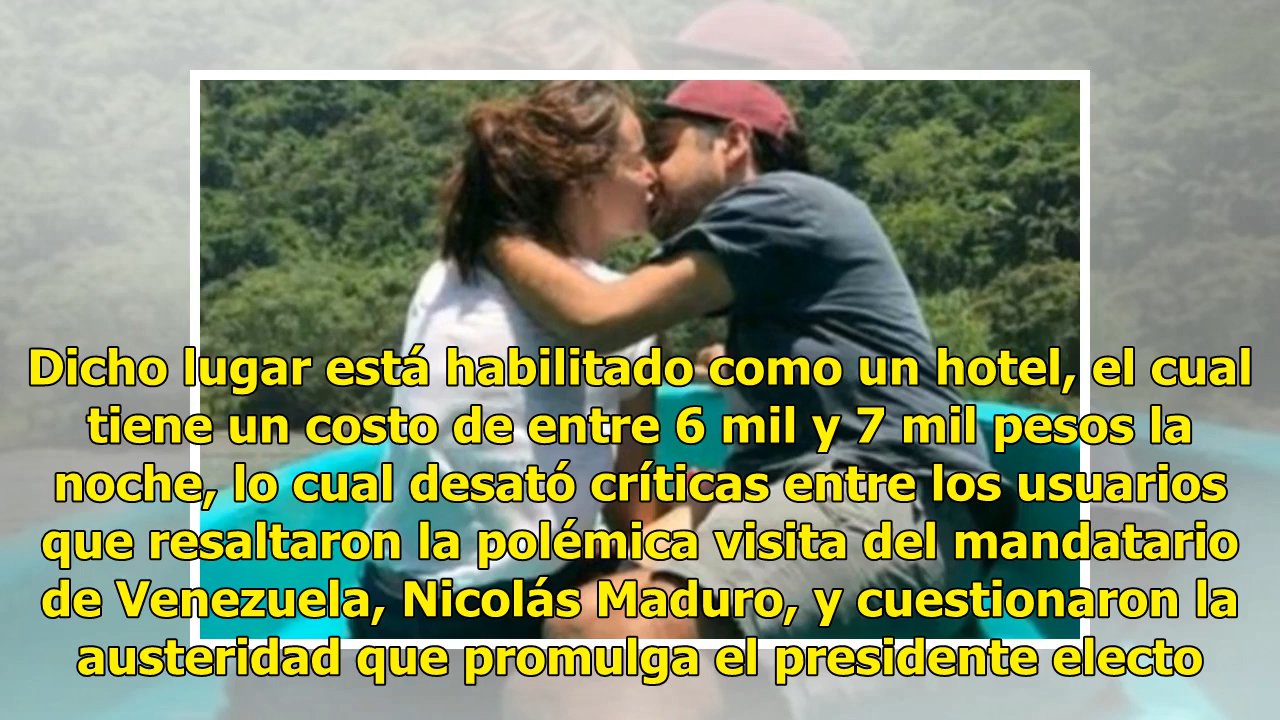 Dicho lugar está habilitado como un hotel, el cual
tiene un costo de entre 6 mil y 7 mil pesos la
noche, lo cual desató críticas entre los usuarios
que resaltaron la polémica visita del mandatario
de Venezuela, Nicolás Maduro, y cuestionaron la
austeridad que promulga el presidente electo